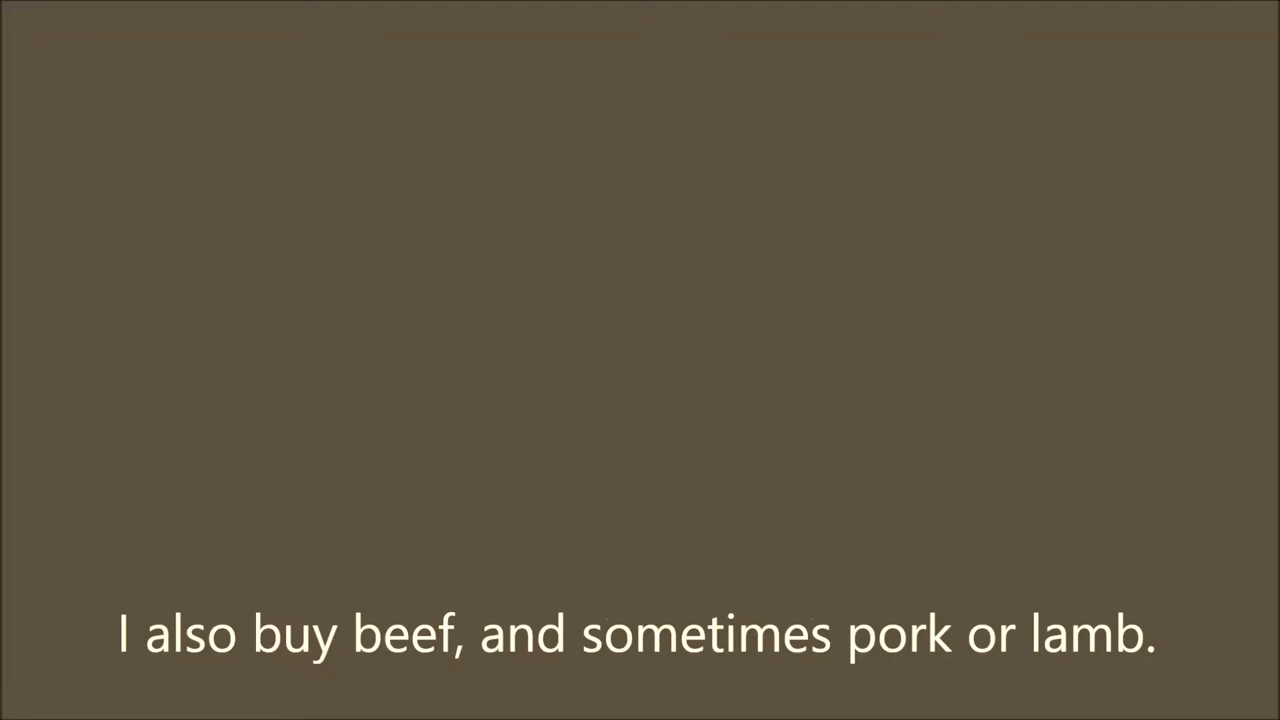 I also buy beef, and sometimes pork or lamb.